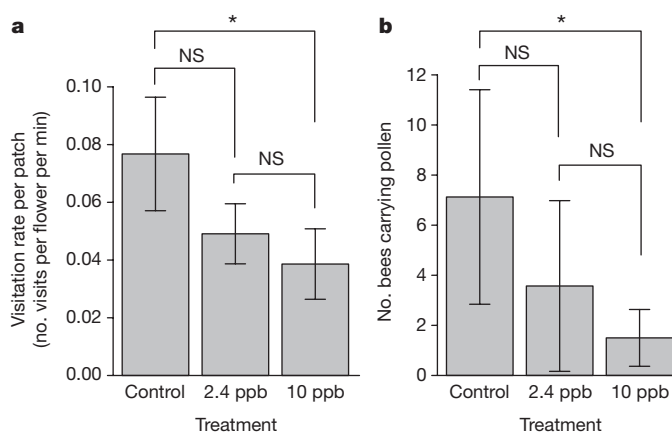 a
*
NS
NS
Visitation rate per patch
(no. visits per flower per min)
0.10
0.08
0.06
0.04
0.02
0.00
Control 2.4 ppb 10 ppb
Treatment
b
*
NS
NS
No. bees carrying pollen
12
10
8
6
4
2
0
Control 2.4 ppb 10 ppb
Treatment